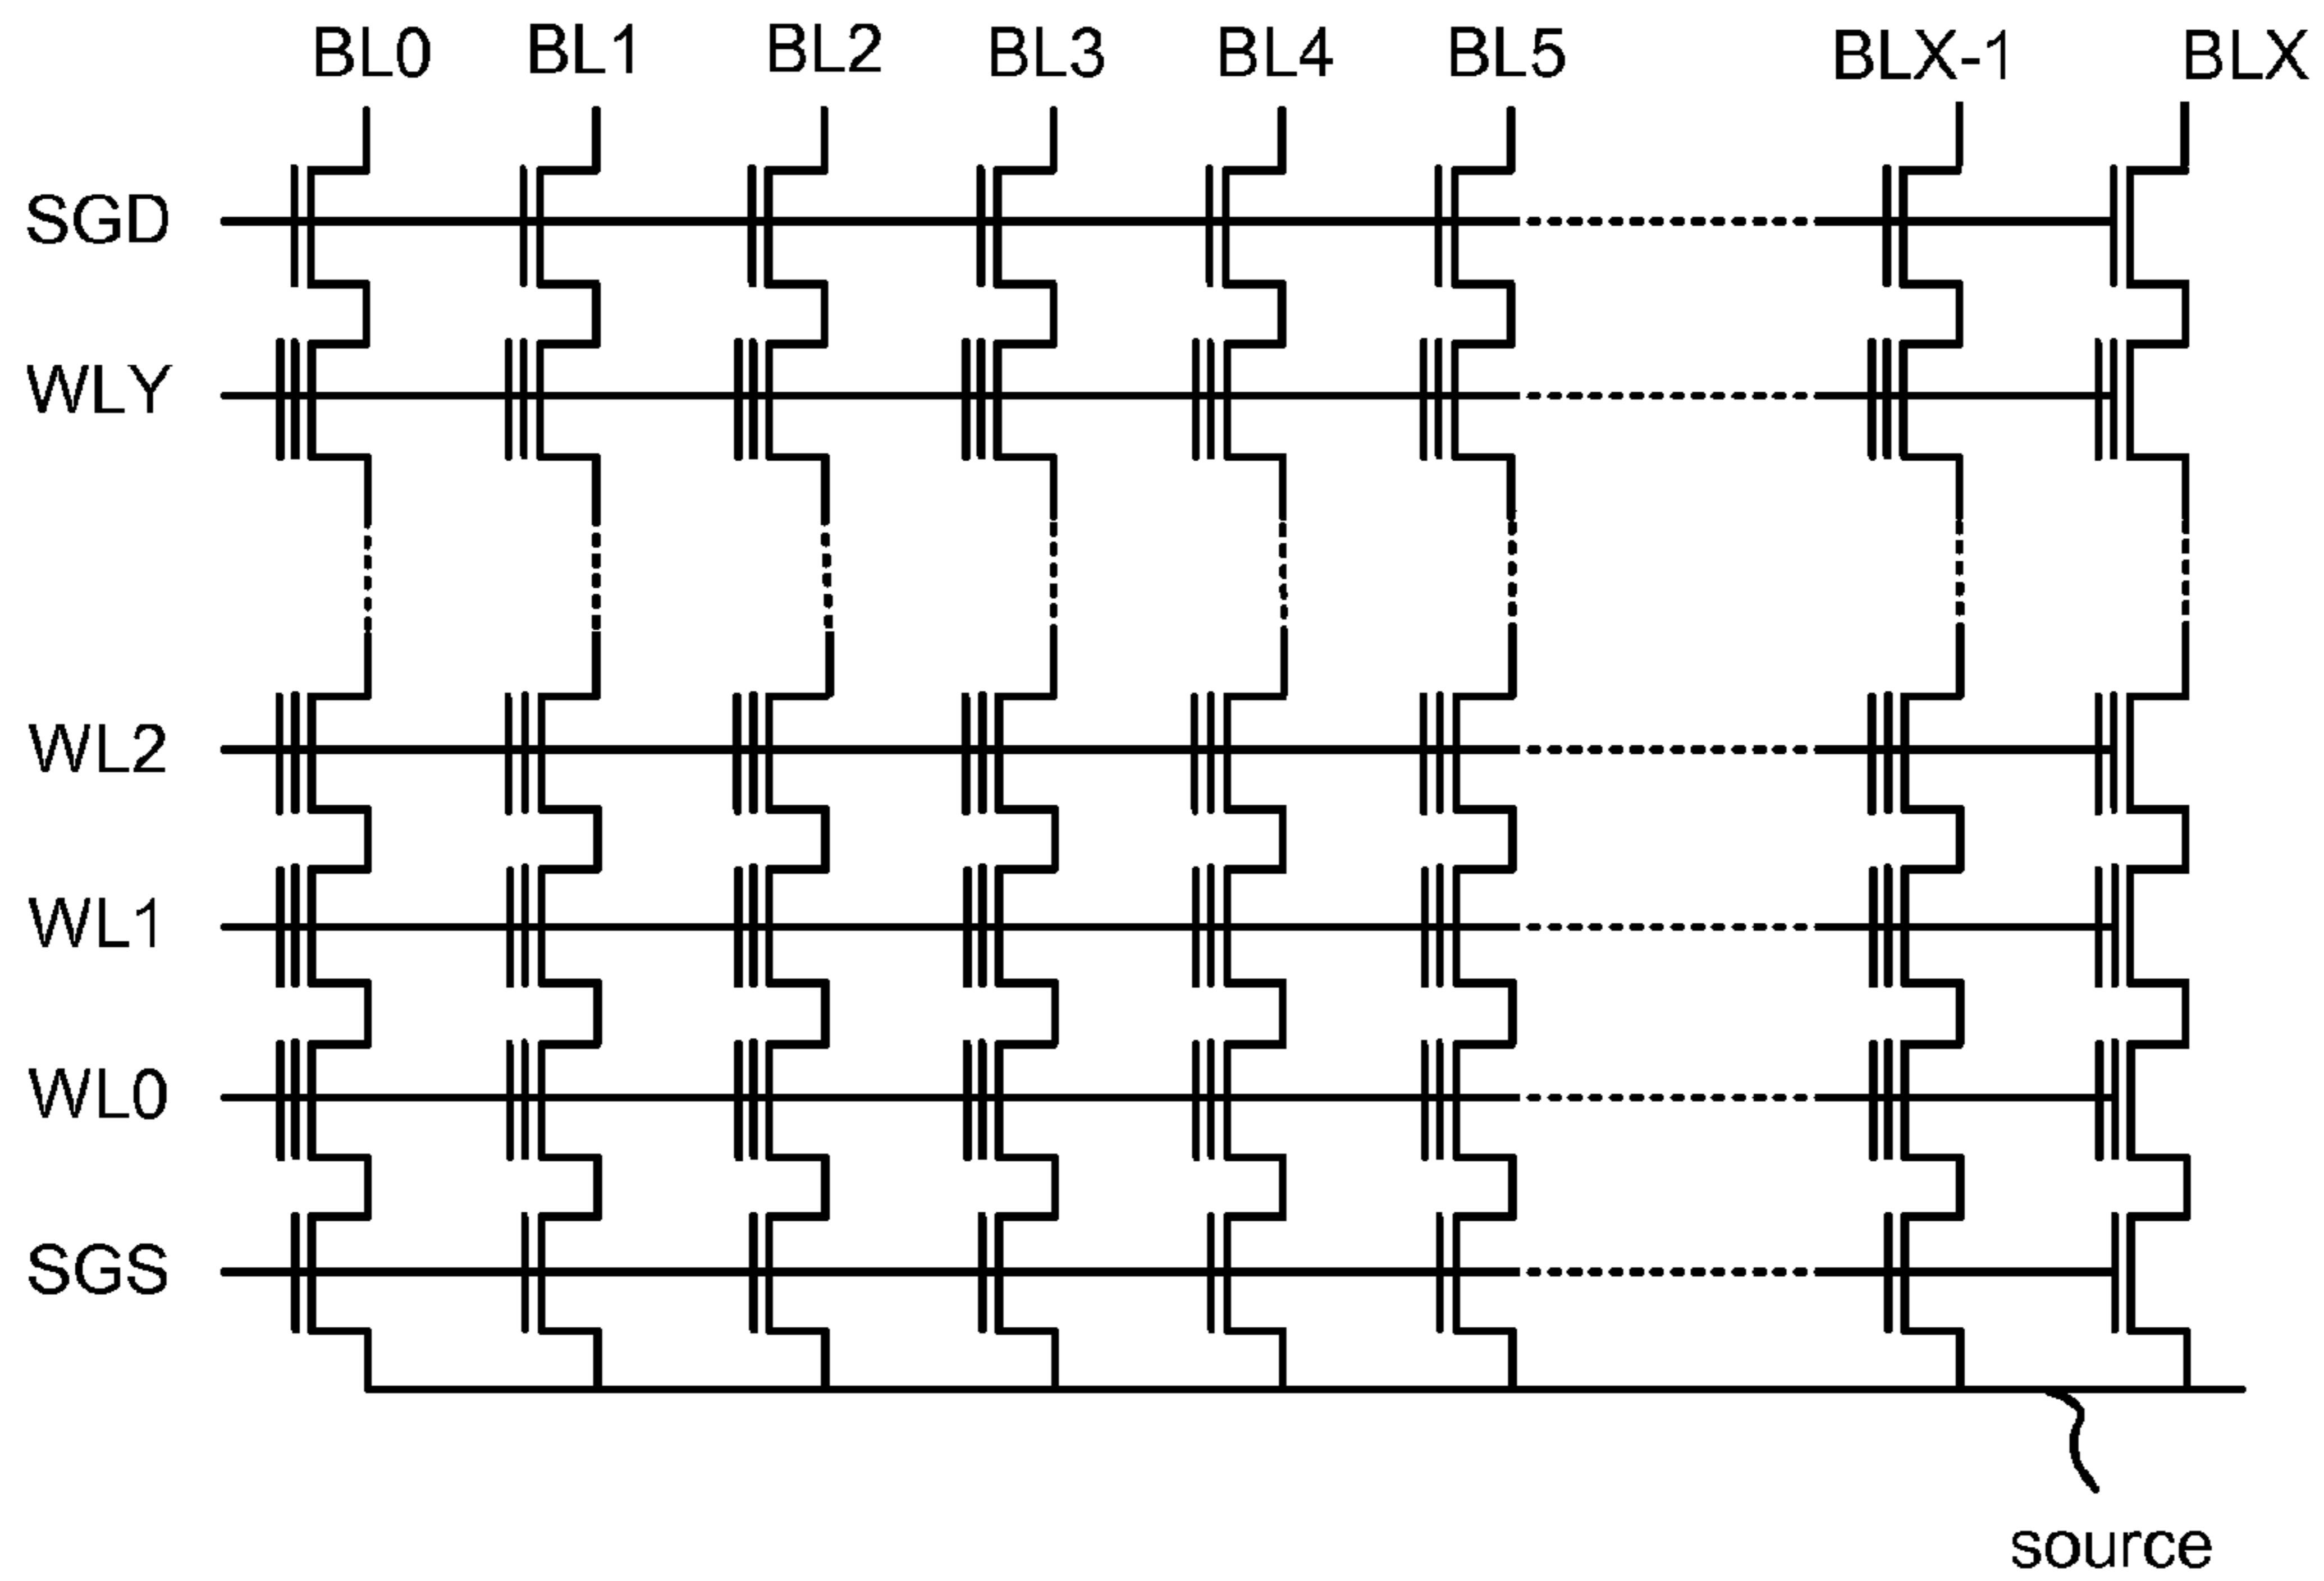 BL0 BL1 BL2 BL3 BL4 BL5 BLX-1 BLX
SGD
WLY
WL2
WL1
WL0
SGS
source